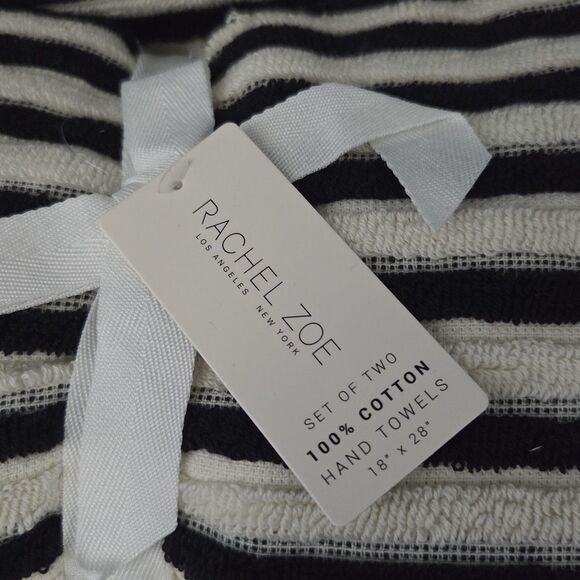 RACHEL ZOE
LOS ANGELES NEW YORK
SET OF TWO
100% COTTON
HAND TOWELS
18" x 28"